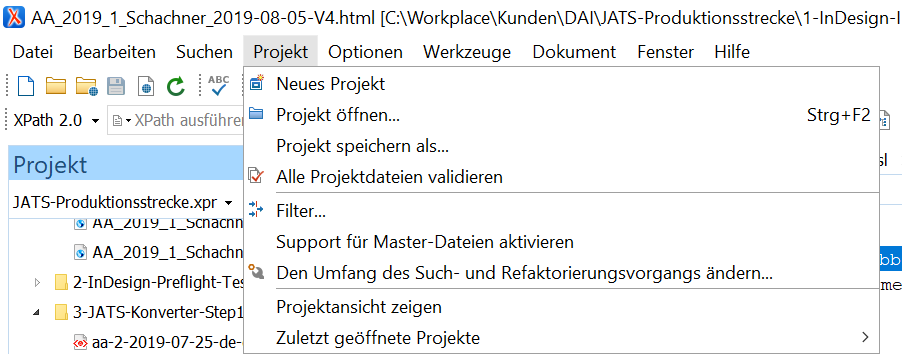 AA_2019_1_Schachner_2019-08-05-V4.html [C:\Workplace\Kunden\DAI\JATS-Produktionsstrecke\1-InDesign-I
Datei Bearbeiten Suchen Projekt Optionen Werkzeuge Dokument Fenster Hilfe
ABC
XPath 2.0 XPath ausführen
Projekt
JATS-Produktionsstrecke.xpr
AA_2019_1_Schachn
AA_2019_1_Schachn
2-InDesign-Preflight-Te
3-JATS-Konverter-Step1
aa-2-2019-07-25-de-
Neues Projekt
Projekt öffnen... Strg+F2
Projekt speichern als...
Alle Projektdateien validieren
Filter...
Support für Master-Dateien aktivieren
Den Umfang des Such- und Refaktorierungsvorgangs ändern...
Projektansicht zeigen
Zuletzt geöffnete Projekte
sl
bb
me